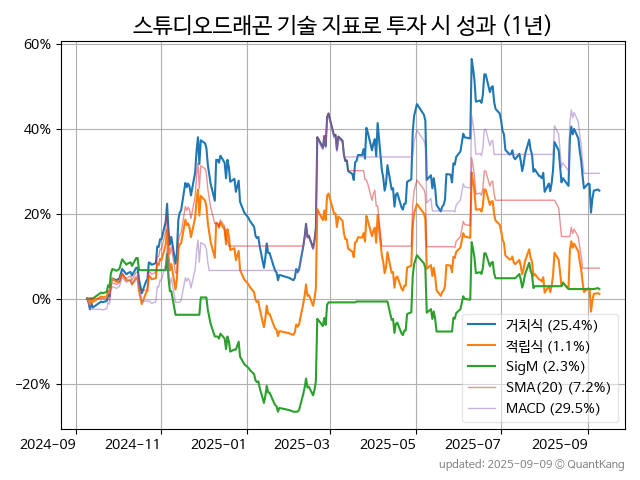 스튜디오드래곤 기술 지표로 투자 시 성과 (1년)
60%
40%
20%
0%
−20%
거치식 (25.4%)
적립식 (1.1%)
SigM (2.3%)
SMA(20) (7.2%)
MACD (29.5%)
2024-09 2024-11 2025-01 2025-03 2025-05 2025-07 2025-09
updated: 2025-09-09 © QuantKang